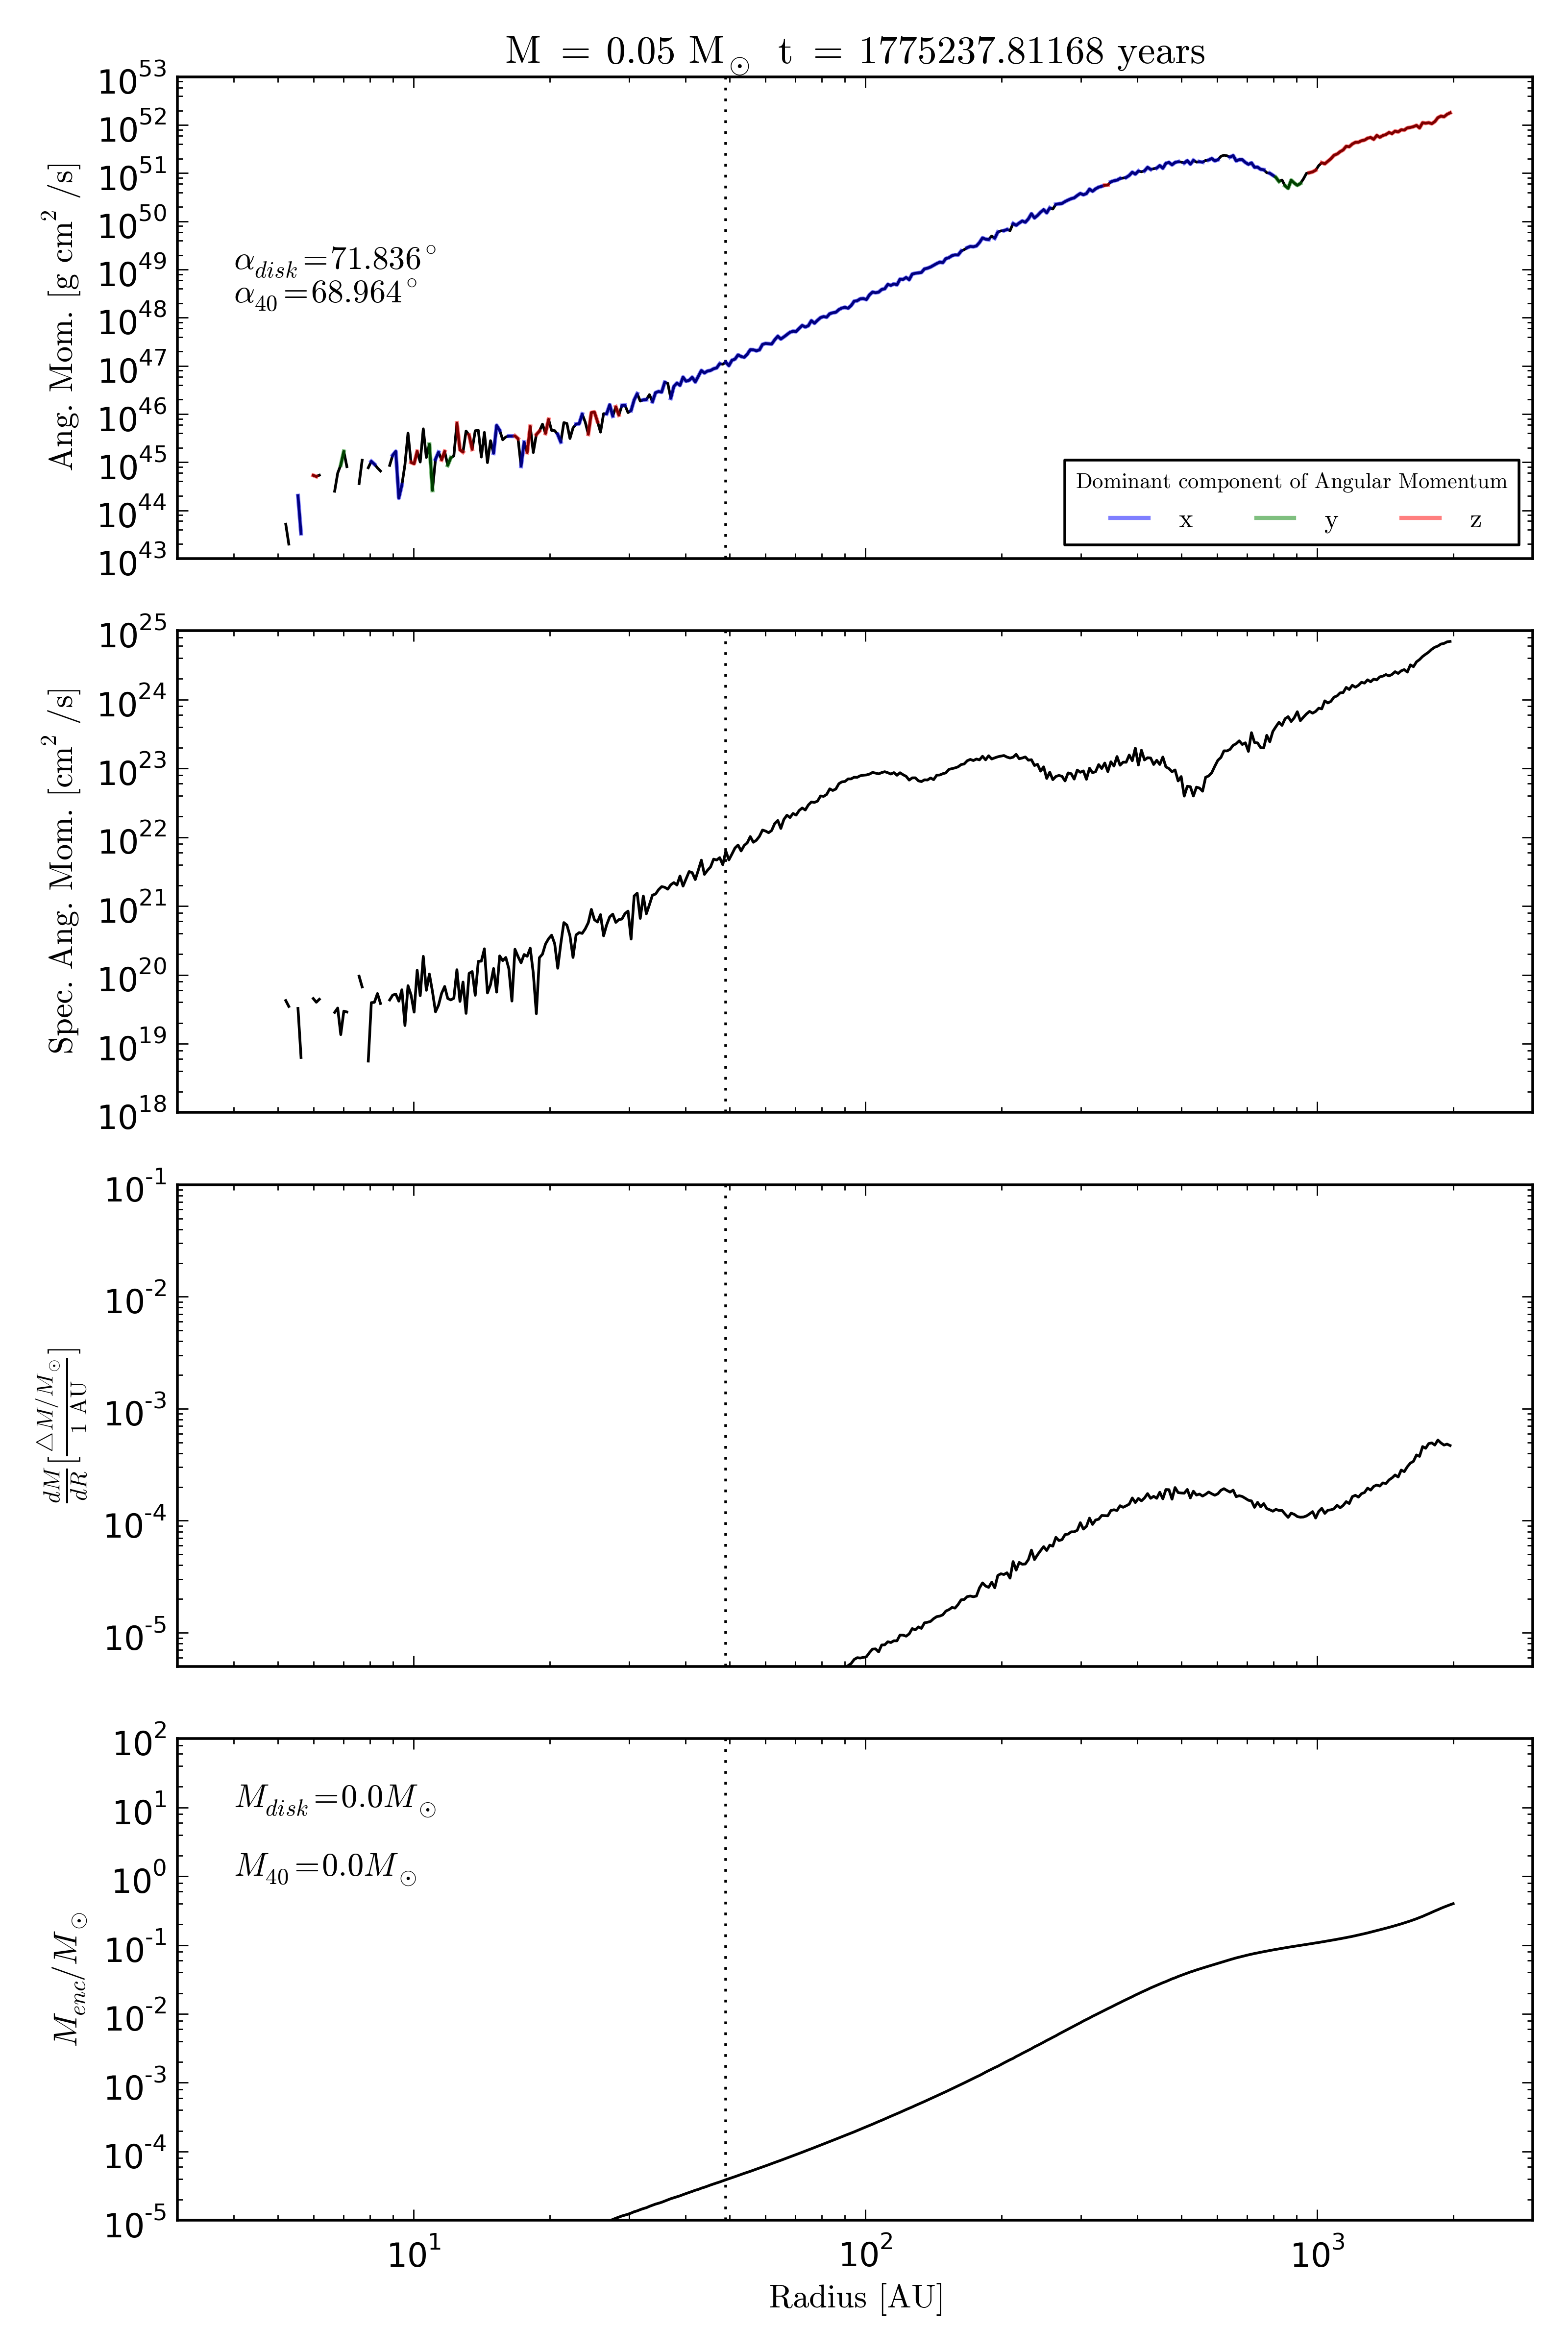 M = 0.05 M⊙ t = 1775237.81168 years
10^53
10^52
10^51
10^50
10^49
10^48
10^47
10^46
10^45
10^44
10^43
Ang. Mom. [g cm^2 /s]
α_disk = 71.836°
α_40 = 68.964°
Dominant component of Angular Momentum
x y z
10^25
10^24
10^23
10^22
10^21
10^20
10^19
10^18
Spec. Ang. Mom. [cm^2 /s]
10^-1
10^-2
10^-3
10^-4
10^-5
dM/dR [△M/M⊙ / 1 AU]
10^2
10^1
10^0
10^-1
10^-2
10^-3
10^-4
10^-5
M_enc/M⊙
M_disk = 0.0M⊙
M_40 = 0.0M⊙
10^1 10^2 10^3
Radius [AU]